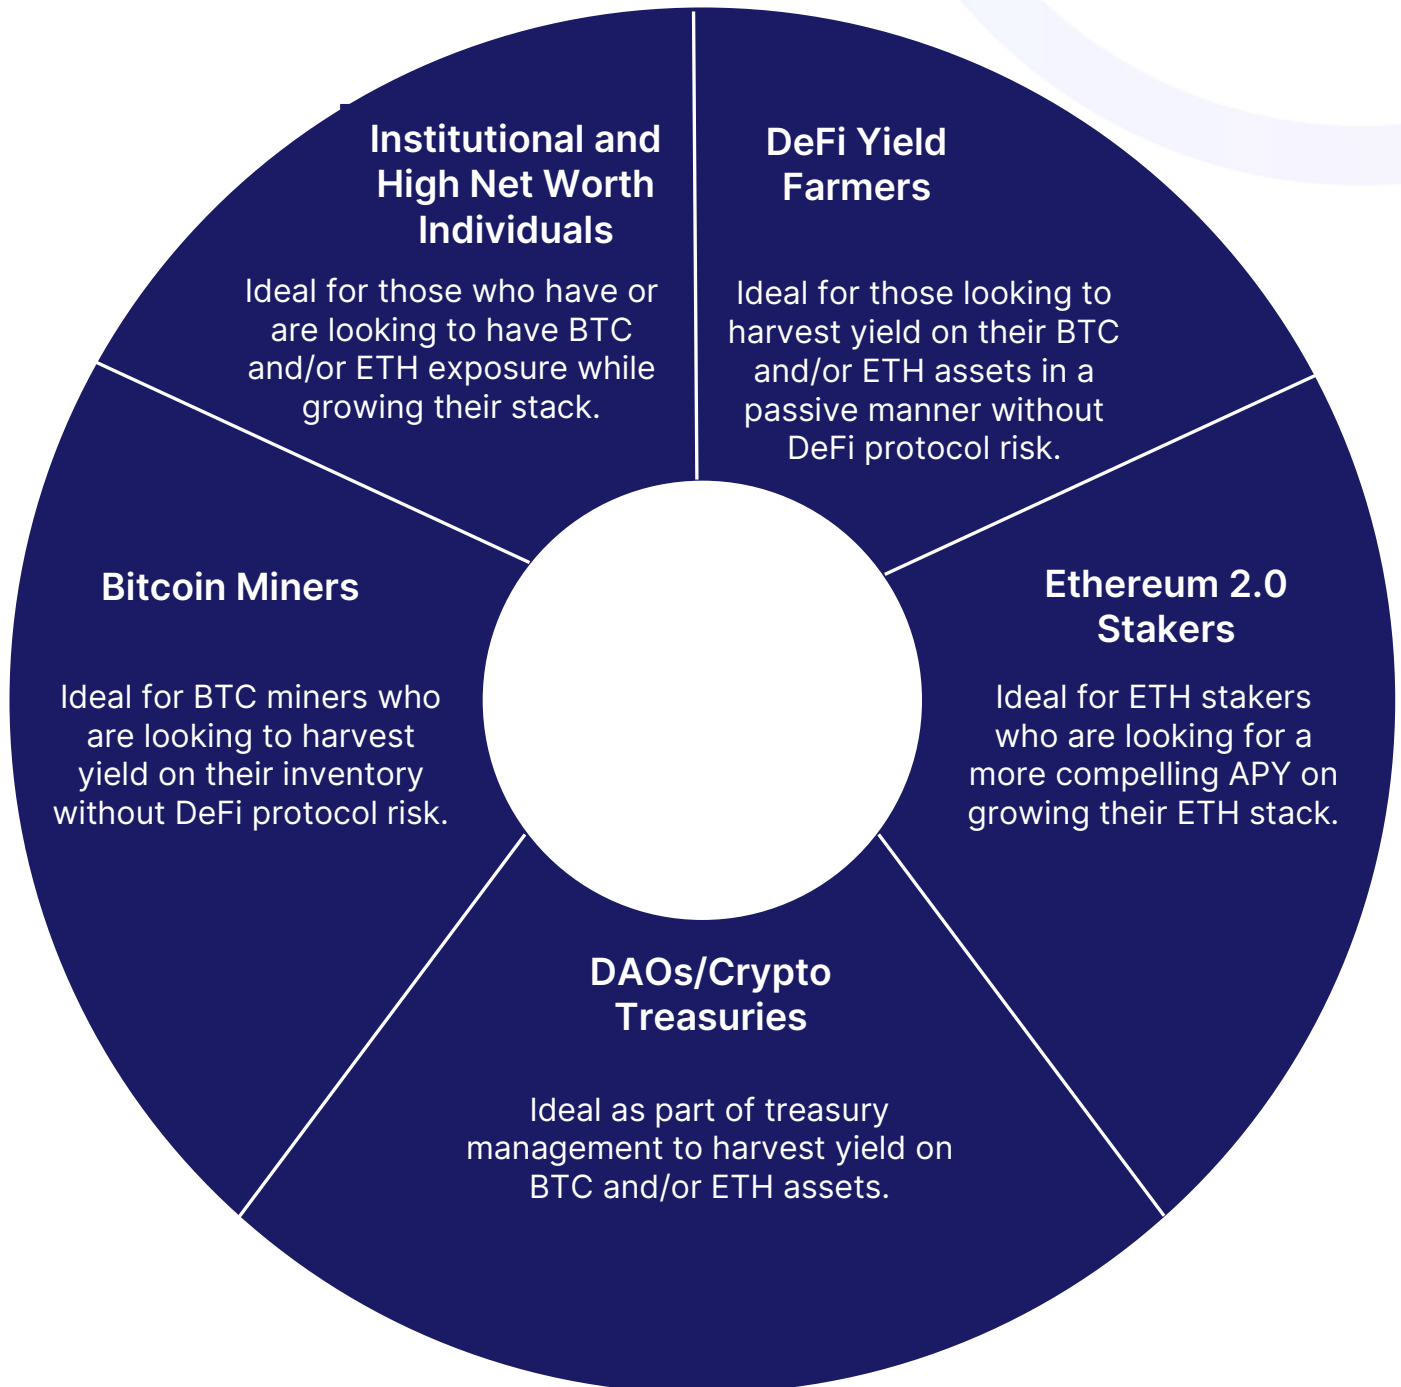 Institutional and
High Net Worth
Individuals
Ideal for those who have or
are looking to have BTC
and/or ETH exposure while
growing their stack.
DeFi Yield
Farmers
Ideal for those looking to
harvest yield on their BTC
and/or ETH assets in a
passive manner without
DeFi protocol risk.
Bitcoin Miners
Ideal for BTC miners who
are looking to harvest
yield on their inventory
without DeFi protocol risk.
Ethereum 2.0
Stakers
Ideal for ETH stakers
who are looking for a
more compelling APY on
growing their ETH stack.
DAOs/Crypto
Treasuries
Ideal as part of treasury
management to harvest yield on
BTC and/or ETH assets.